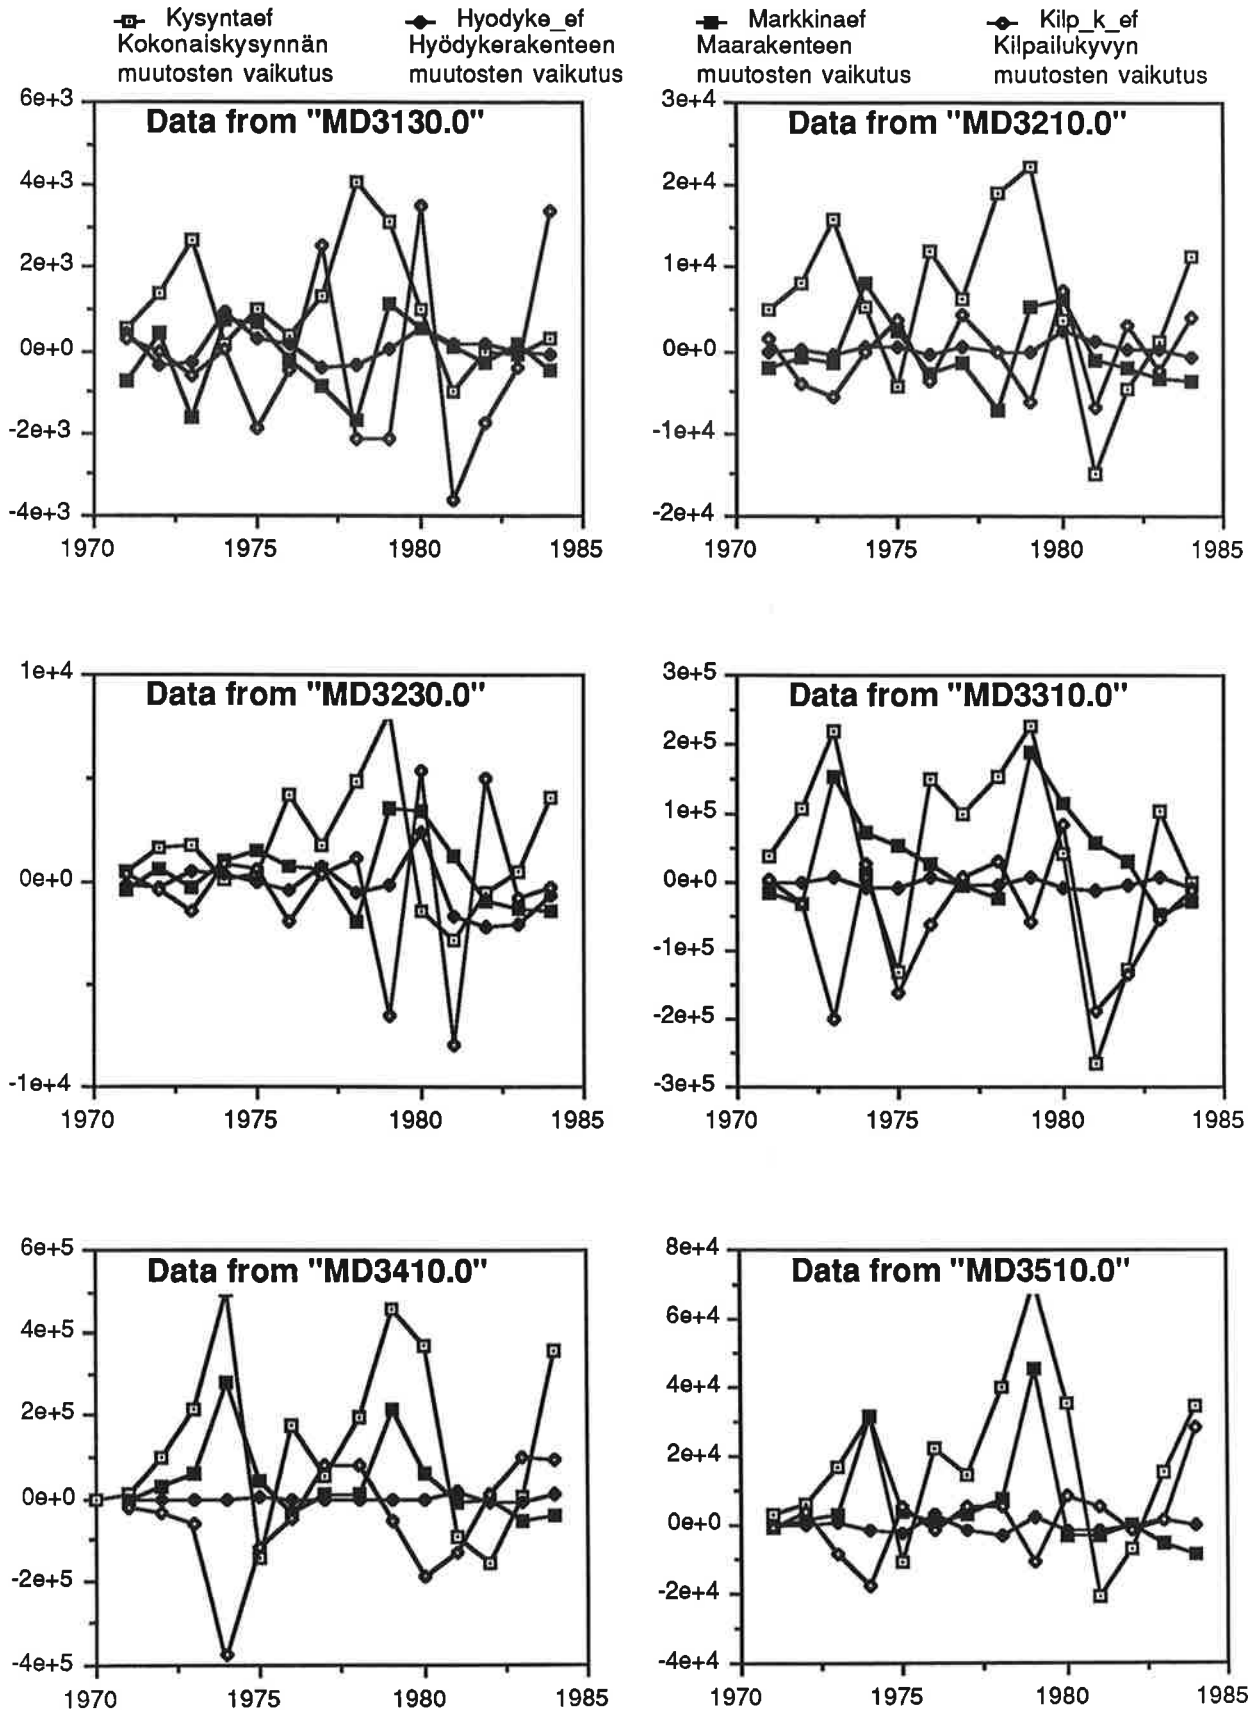 Kysyntaef Hyodyke_ef Markkinaef Kilp_k_ef
Kokonaiskysynnän Hyödykerakenteen Maarakenteen Kilpailukyvyn
muutosten vaikutus muutosten vaikutus muutosten vaikutus muutosten vaikutus
Data from "MD3130.0"
6e+3
4e+3
2e+3
0e+0
-2e+3
-4e+3
1970 1975 1980 1985
Data from "MD3210.0"
3e+4
2e+4
1e+4
0e+0
-1e+4
-2e+4
1970 1975 1980 1985
Data from "MD3230.0"
1e+4
0e+0
-1e+4
1970 1975 1980 1985
Data from "MD3310.0"
3e+5
2e+5
1e+5
0e+0
-1e+5
-2e+5
-3e+5
1970 1975 1980 1985
Data from "MD3410.0"
6e+5
4e+5
2e+5
0e+0
-2e+5
-4e+5
1970 1975 1980 1985
Data from "MD3510.0"
8e+4
6e+4
4e+4
2e+4
0e+0
-2e+4
-4e+4
1970 1975 1980 1985